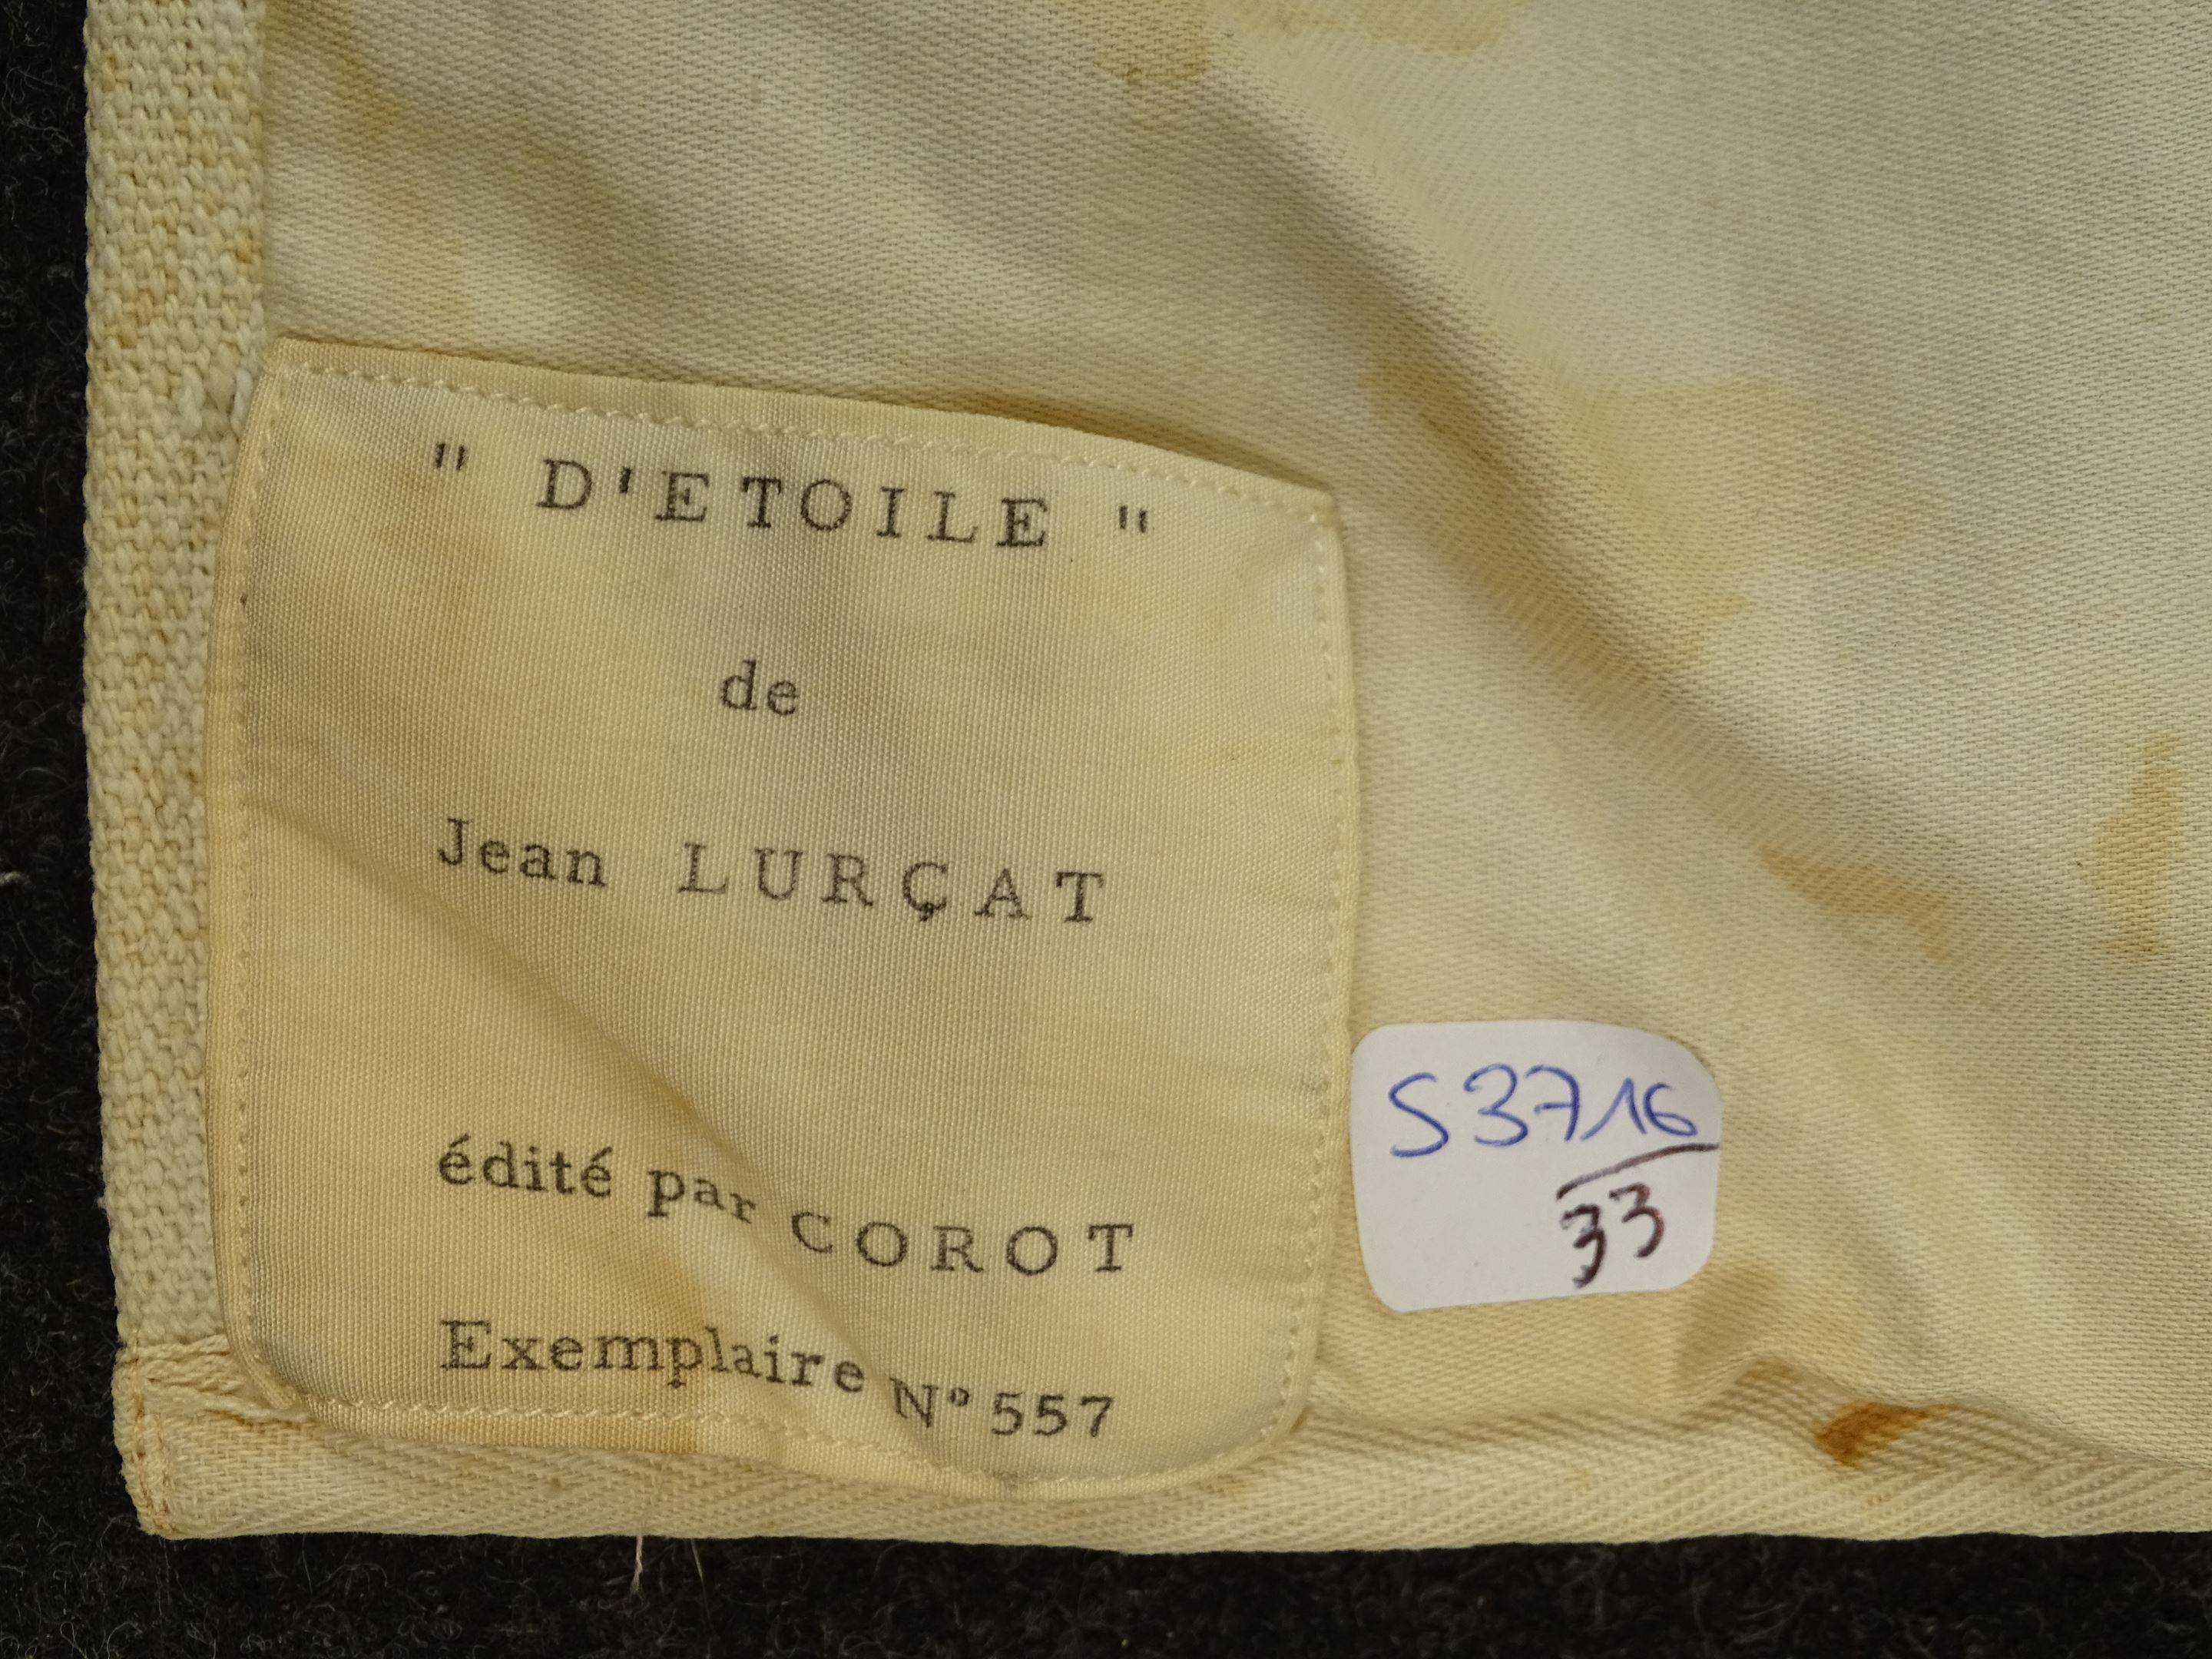 " D'ETOILE "
de
Jean LURÇAT
édité par COROT
Exemplaire N° 557
S3716
33